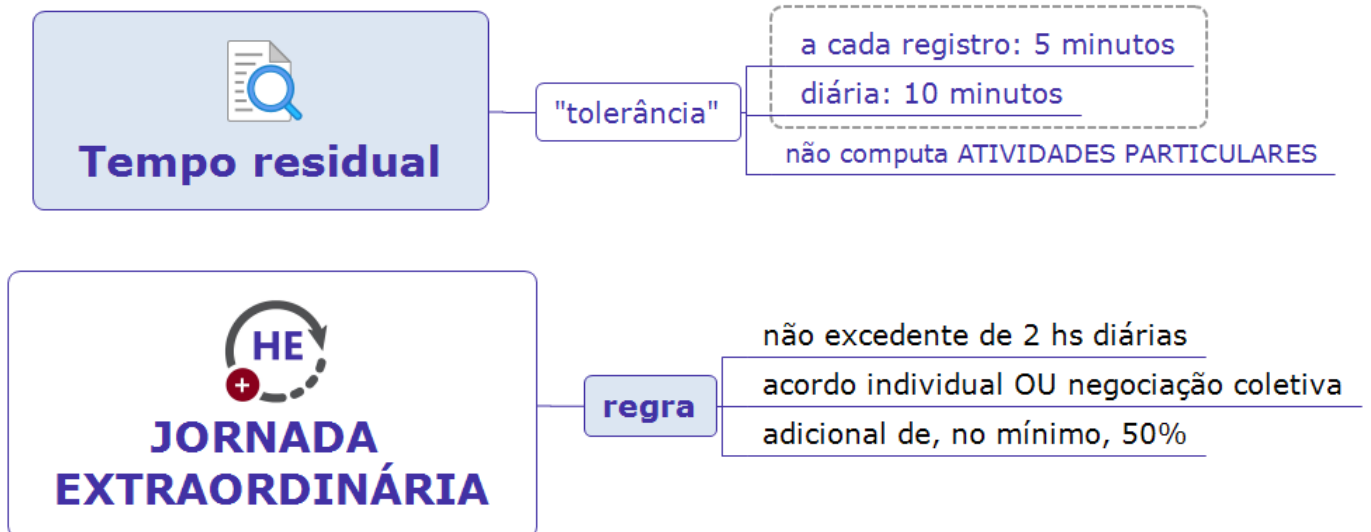 a cada registro: 5 minutos
diária: 10 minutos
"tolerância"
não computa ATIVIDADES PARTICULARES
Tempo residual
HE
+
JORNADA
EXTRAORDINÁRIA
regra
não excedente de 2 hs diárias
acordo individual OU negociação coletiva
adicional de, no mínimo, 50%